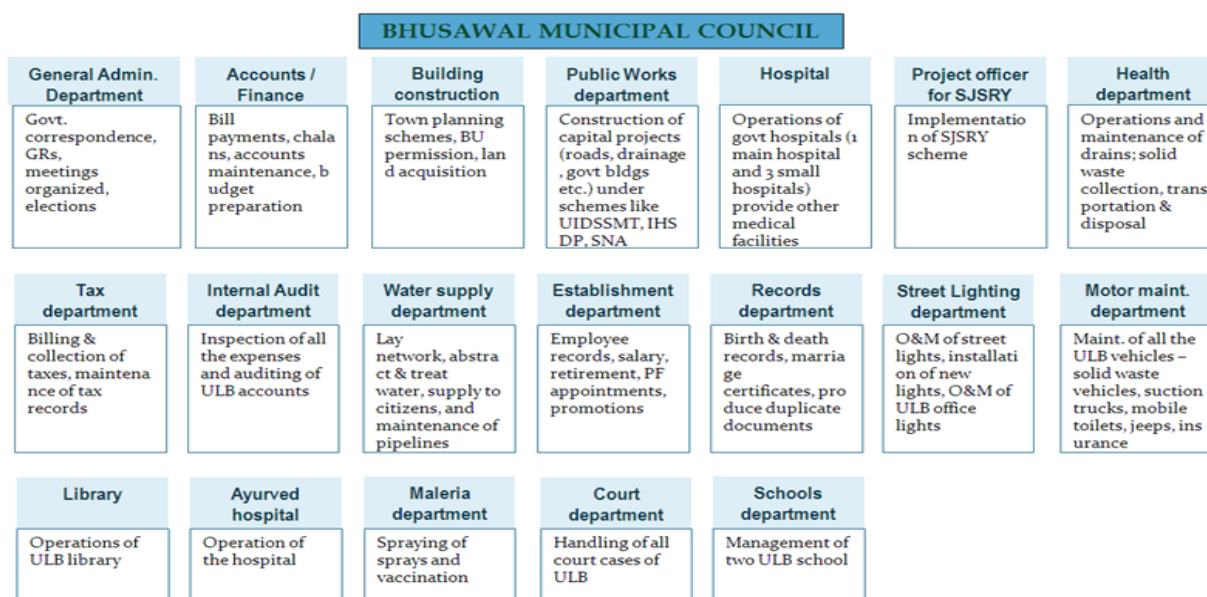 BHUSAWAL MUNICIPAL COUNCIL
General Admin.
Department
Govt.
correspondence,
GRs,
meetings
organized,
elections
Accounts /
Finance
Bill
payments, chala
ns, accounts
maintenance, b
udget
preparation
Building
construction
Town planning
schemes, BU
permission, lan
d acquisition
Public Works
department
Construction of
capital projects
(roads, drainage
, govt bldgs
etc.) under
schemes like
UIDSSMT, IHS
DP, SNA
Hospital
Operations of
govt hospitals (1
main hospital
and 3 small
hospitals)
provide other
medical
facilities
Project officer
for SJSRY
Implementatio
n of SJSRY
scheme
Health
department
Operations and
maintenance of
drains; solid
waste
collection, trans
portation &
disposal
Tax
department
Billing &
collection of
taxes, maintena
nce of tax
records
Internal Audit
department
Inspection of all
the expenses
and auditing of
ULB accounts
Water supply
department
Lay
network, abstra
ct & treat
water, supply to
citizens, and
maintenance of
pipelines
Establishment
department
Employee
records, salary,
retirement, PF
appointments,
promotions
Records
department
Birth & death
records, marria
ge
certificates, pro
duce duplicate
documents
Street Lighting
department
O&M of street
lights, installati
on of new
lights, O&M of
ULB office
lights
Motor maint.
department
Maint. of all the
ULB vehicles –
solid waste
vehicles, suction
trucks, mobile
toilets, jeeps, ins
urance
Library
Operations of
ULB library
Ayurved
hospital
Operation of
the hospital
Maleria
department
Spraying of
sprays and
vaccination
Court
department
Handling of all
court cases of
ULB
Schools
department
Management of
two ULB school